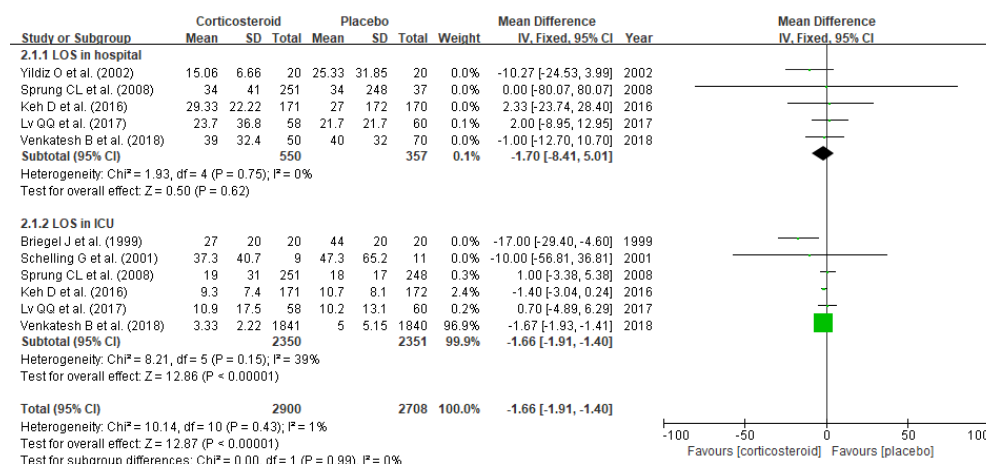 Corticosteroid Placebo Mean Difference Mean Difference
Study or Subgroup Mean SD Total Mean SD Total Weight IV, Fixed, 95% CI Year IV, Fixed, 95% CI
2.1.1 LOS in hospital
Yildiz O et al. (2002) 15.06 6.66 20 25.33 31.85 20 0.0% -10.27 [-24.53, 3.99] 2002
Sprung CL et al. (2008) 34 41 251 34 248 37 0.0% 0.00 [-80.07, 80.07] 2008
Keh D et al. (2016) 29.33 22.22 171 27 172 170 0.0% 2.33 [-23.74, 28.40] 2016
Lv QQ et al. (2017) 23.7 36.8 58 21.7 21.7 60 0.1% 2.00 [-8.95, 12.95] 2017
Venkatesh B et al. (2018) 39 32.4 50 40 32 70 0.0% -1.00 [-12.70, 10.70] 2018
Subtotal (95% CI) 550 357 0.1% -1.70 [-8.41, 5.01]
Heterogeneity: Chi² = 1.93, df = 4 (P = 0.75); I² = 0%
Test for overall effect: Z = 0.50 (P = 0.62)
2.1.2 LOS in ICU
Briegel J et al. (1999) 27 20 20 44 20 20 0.0% -17.00 [-29.40, -4.60] 1999
Schelling G et al. (2001) 37.3 40.7 9 47.3 65.2 11 0.0% -10.00 [-56.81, 36.81] 2001
Sprung CL et al. (2008) 19 31 251 18 17 248 0.3% 1.00 [-3.38, 5.38] 2008
Keh D et al. (2016) 9.3 7.4 171 10.7 8.1 172 2.4% -1.40 [-3.04, 0.24] 2016
Lv QQ et al. (2017) 10.9 17.5 58 10.2 13.1 60 0.2% 0.70 [-4.89, 6.29] 2017
Venkatesh B et al. (2018) 3.33 2.22 1841 5 5.15 1840 96.9% -1.67 [-1.93, -1.41] 2018
Subtotal (95% CI) 2350 2351 99.9% -1.66 [-1.91, -1.40]
Heterogeneity: Chi² = 8.21, df = 5 (P = 0.15); I² = 39%
Test for overall effect: Z = 12.86 (P < 0.00001)
Total (95% CI) 2900 2708 100.0% -1.66 [-1.91, -1.40]
Heterogeneity: Chi² = 10.14, df = 10 (P = 0.43); I² = 1%
Test for overall effect: Z = 12.87 (P < 0.00001)
Test for subgroup differences: Chi² = 0.00, df = 1 (P = 0.99), I² = 0%
-100 -50 0 50 100
Favours [corticosteroid] Favours [placebo]